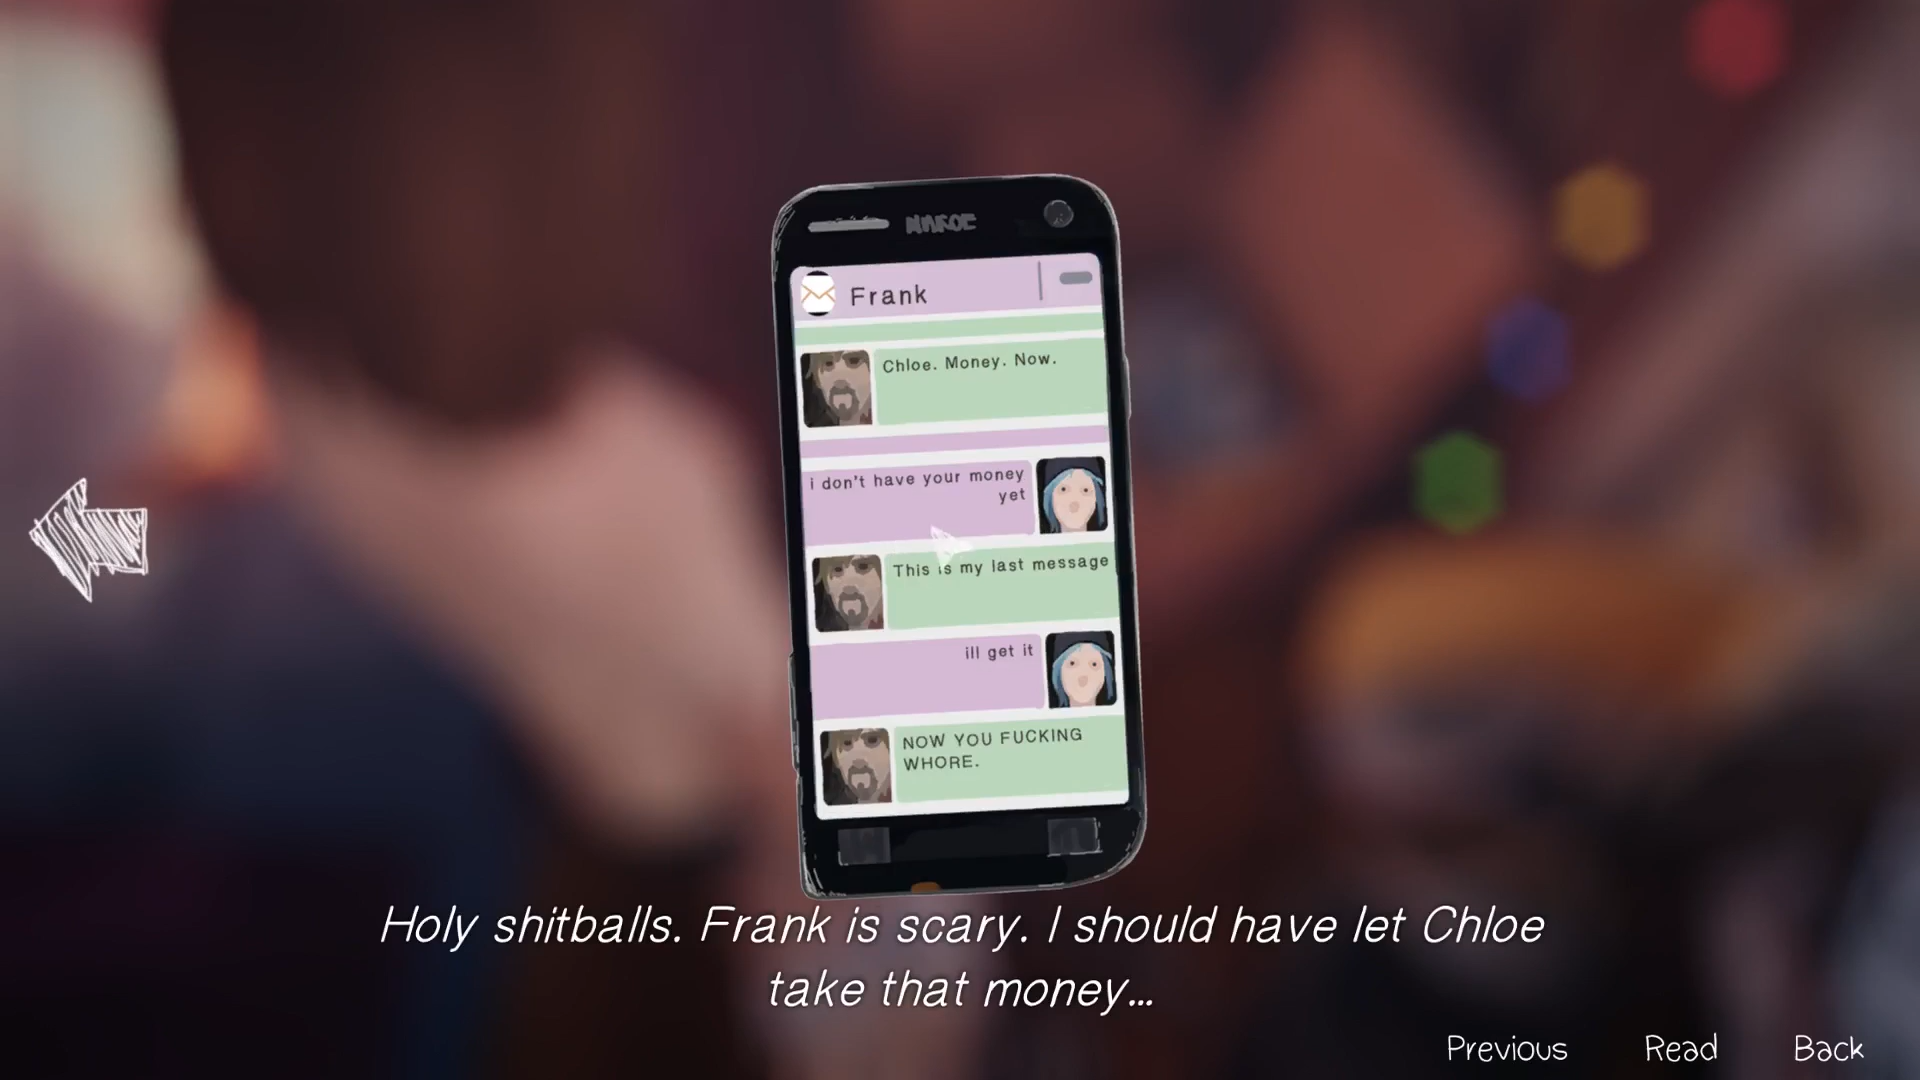 Frank
Chloe. Money. Now.
i don't have your money
yet
This is my last message
ill get it
NOW YOU FUCKING
WHORE.
Holy shitballs. Frank is scary. I should have let Chloe
take that money...
Previous Read Back